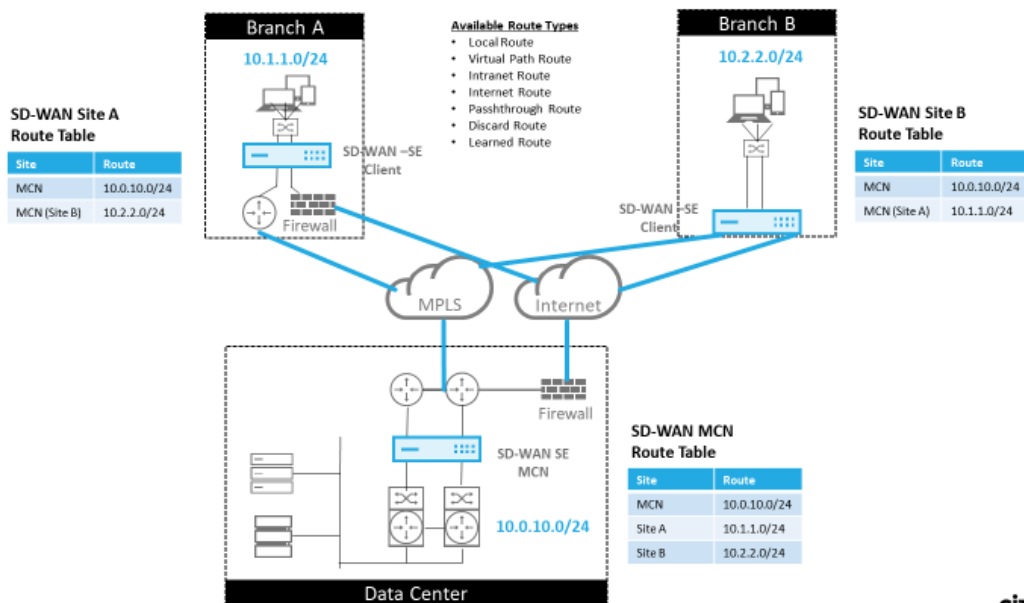 Branch A
10.1.1.0/24
Available Route Types
• Local Route
• Virtual Path Route
• Intranet Route
• Internet Route
• Passhthrough Route
• Discard Route
• Learned Route
Branch B
10.2.2.0/24
SD-WAN Site A
Route Table
Site Route
MCN 10.0.10.0/24
MCN (Site B) 10.2.2.0/24
SD-WAN –SE
Client
Firewall
SD-WAN –SE
Client
SD-WAN Site B
Route Table
Site Route
MCN 10.0.10.0/24
MCN (Site A) 10.1.1.0/24
MPLS
Internet
Firewall
SD-WAN SE
MCN
10.0.10.0/24
Data Center
SD-WAN MCN
Route Table
Site Route
MCN 10.0.10.0/24
Site A 10.1.1.0/24
Site B 10.2.2.0/24